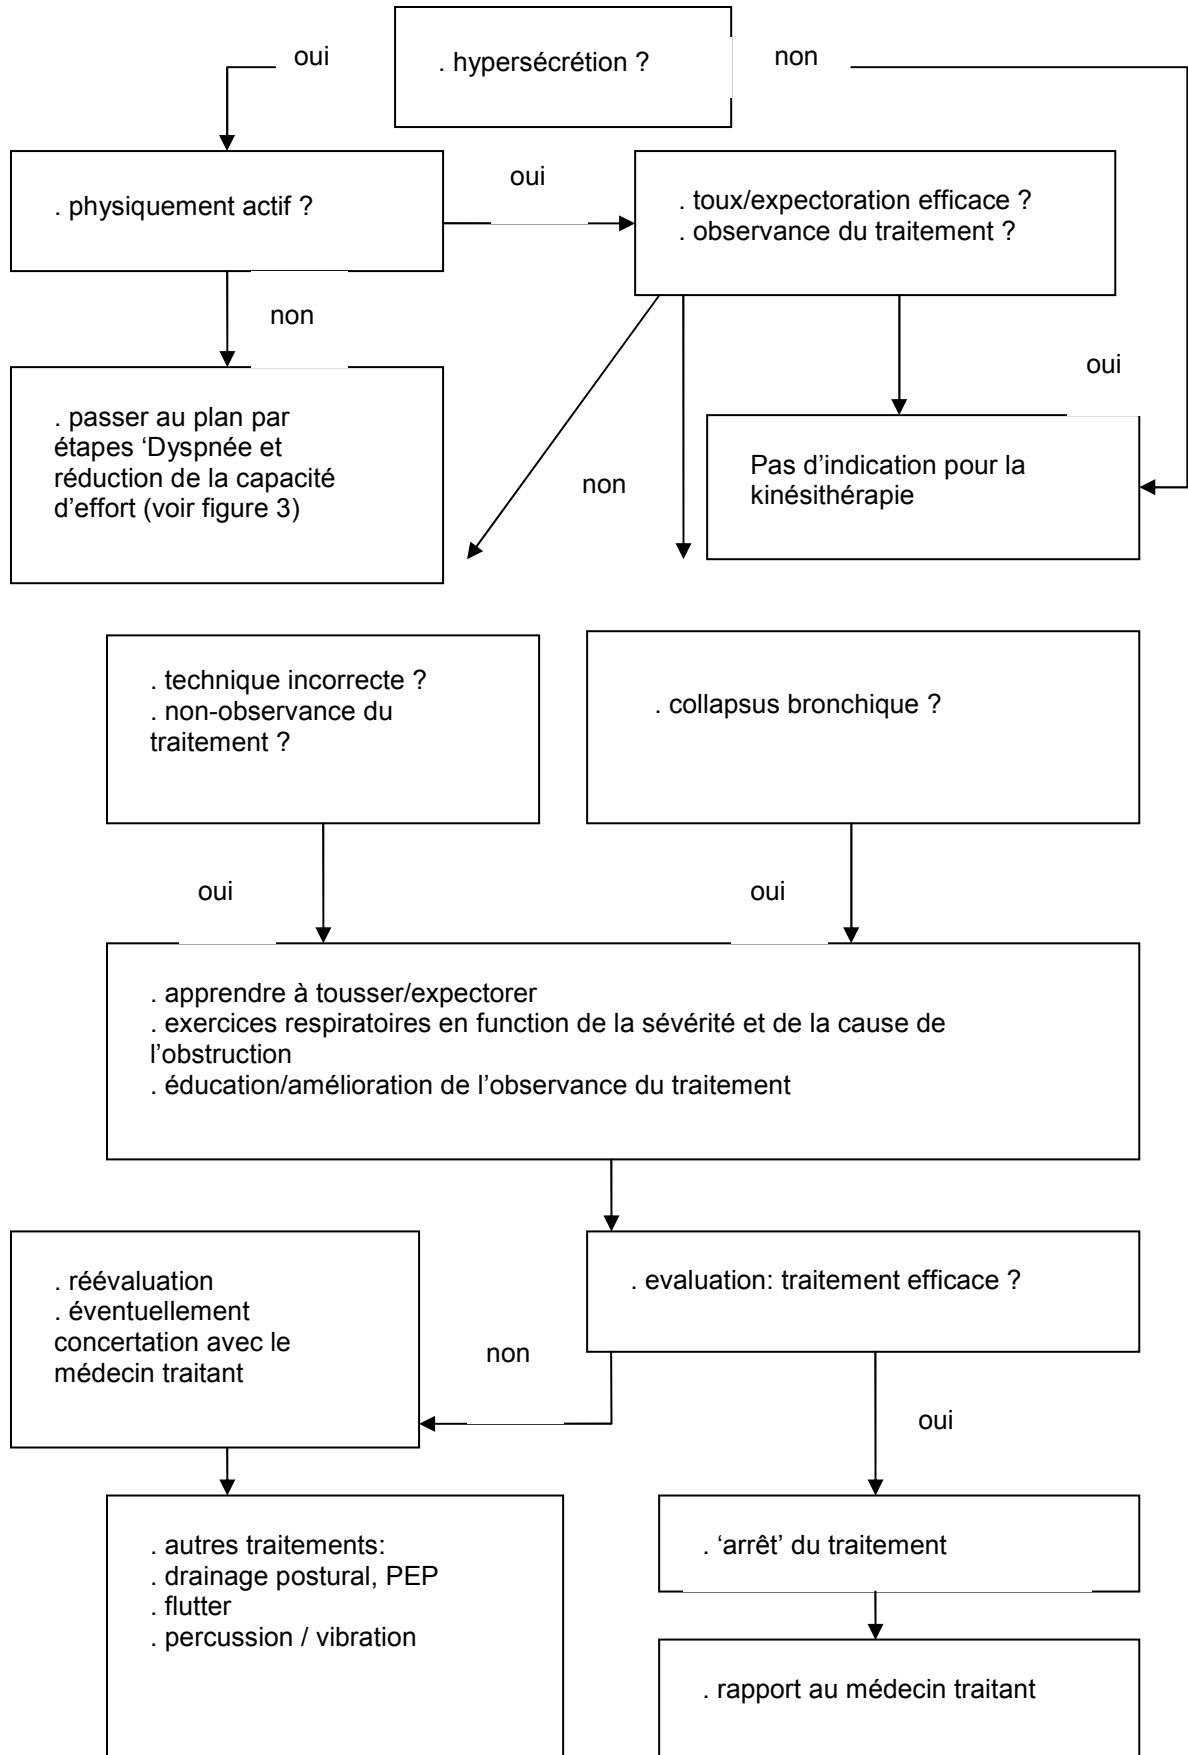 oui
. hypersécrétion ?
non
. physiquement actif ?
oui
. toux/expectoration efficace ?
. observance du traitement ?
non
oui
. passer au plan par
étapes ‘Dyspnée et
réduction de la capacité
d’effort (voir figure 3)
non
Pas d’indication pour la
kinésithérapie
. technique incorrecte ?
. non-observance du
traitement ?
. collapsus bronchique ?
oui
oui
. apprendre à tousser/expectorer
. exercices respiratoires en function de la sévérité et de la cause de
l’obstruction
. éducation/amélioration de l’observance du traitement
. réévaluation
. éventuellement
concertation avec le
médecin traitant
non
. evaluation: traitement efficace ?
oui
. autres traitements:
. drainage postural, PEP
. flutter
. percussion / vibration
. ‘arrêt’ du traitement
. rapport au médecin traitant